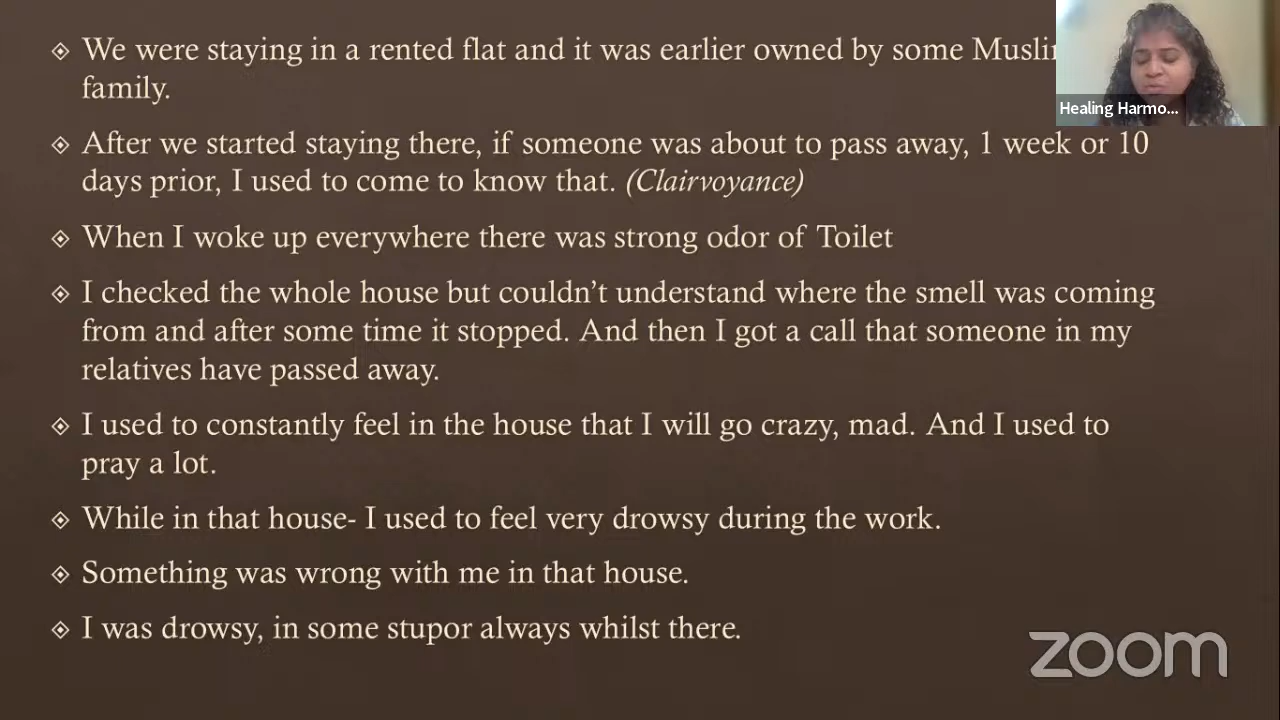 We were staying in a rented flat and it was earlier owned by some
family.
After we started staying there, if someone was about to pass away, 1 week or 10
days prior, I used to come to know that. (Clairvoyance)
When I woke up everywhere there was strong odor of Toilet
I checked the whole house but couldn’t understand where the smell was coming
from and after some time it stopped. And then I got a call that someone in my
relatives have passed away.
I used to constantly feel in the house that I will go crazy, mad. And I used to
pray a lot.
While in that house- I used to feel very drowsy during the work.
Something was wrong with me in that house.
I was drowsy, in some stupor always whilst there.
Healing Harmo...
zoom